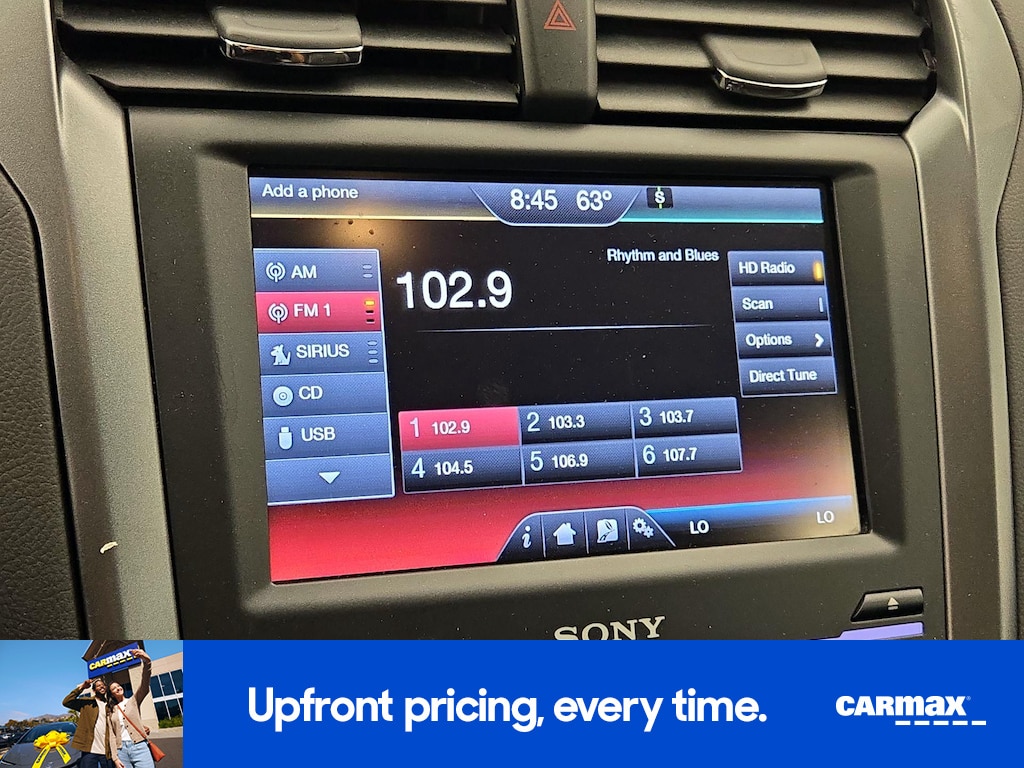 Add a phone
8:45 63°
Rhythm and Blues
AM
FM 1
SIRIUS
CD
USB
102.9
HD Radio
Scan
Options
Direct Tune
1 102.9
2 103.3
3 103.7
4 104.5
5 106.9
6 107.7
i
LO
LO
SONY
CARMAX
Upfront pricing, every time.
CARMAX